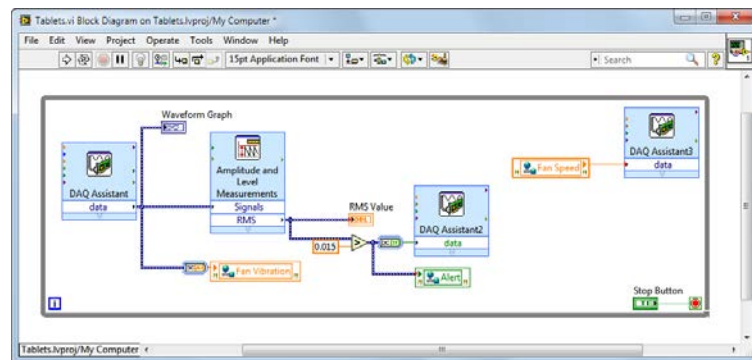 Tablets.vi Block Diagram on Tablets.lvproj/My Computer *
File Edit View Project Operate Tools Window Help
15pt Application Font
Search
Waveform Graph
DAQ Assistant
data
Amplitude and
Level
Measurements
Signals
RMS
RMS Value
DAQ Assistant2
data
0.015
Fan Vibration
Alert
Fan Speed
DAQ Assistant3
data
Stop Button
i
Tablets.lvproj/My Computer